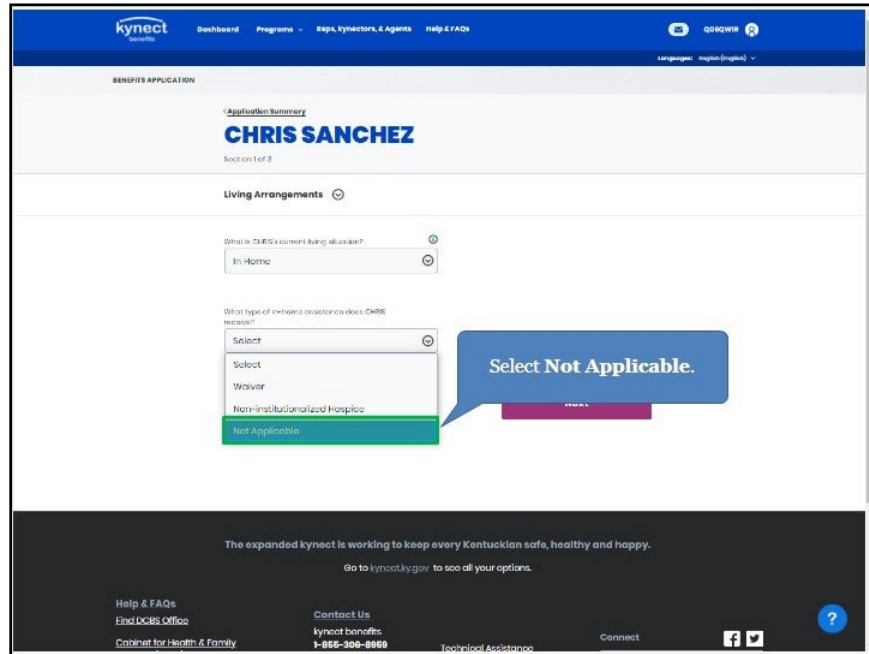 kynect
benefits
Dashboard Programs Reps, kynectors, & Agents Help & FAQs
QDEQWIR
Languages: English (English)
BENEFITS APPLICATION
<Application Summary
CHRIS SANCHEZ
Section 1 of 3
Living Arrangements
What is CHRIS's current living situation?
In Home
What type of in-home assistance does CHRIS
receive?
Select
Select
Waiver
Non-institutionalized Hospice
Not Applicable
Select Not Applicable.
NEXT
The expanded kynect is working to keep every Kentuckian safe, healthy and happy.
Go to kynect.ky.gov to see all your options.
Help & FAQs
Find DCBS Office
Cabinet for Health & Family
Contact Us
kynect benefits
1-855-306-8959
Technical Assistance
Connect
?